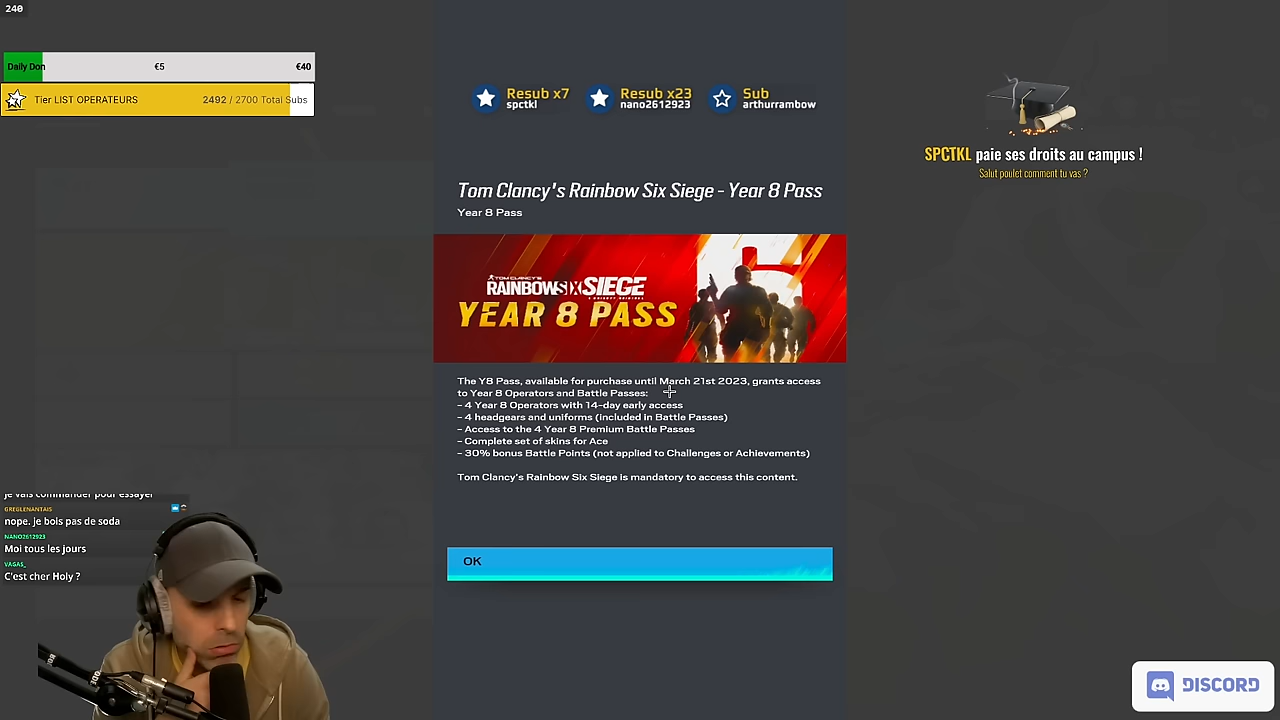 240
Daily Don
€5
€40
Tier LIST OPERATEURS
2492 / 2700 Total Subs
Resub x7
spctkl
Resub x23
nano2612923
Sub
arthurrambow
SPCTKL paie ses droits au campus !
Salut poulet comment tu vas ?
Tom Clancy's Rainbow Six Siege - Year 8 Pass
Year 8 Pass
TOM CLANCY'S
RAINBOW SIX SIEGE
YEAR 8 PASS
The Y8 Pass, available for purchase until March 21st 2023, grants access
to Year 8 Operators and Battle Passes:
- 4 Year 8 Operators with 14-day early access
- 4 headgears and uniforms (included in Battle Passes)
- Access to the 4 Year 8 Premium Battle Passes
- Complete set of skins for Ace
- 30% bonus Battle Points (not applied to Challenges or Achievements)
Tom Clancy's Rainbow Six Siege is mandatory to access this content.
OK
je vais commander pour essayer
GREGLENANTAIS
nope. je bois pas de soda
NANO2612923
Moi tous les jours
VAGAS_
C'est cher Holy ?
DISCORD